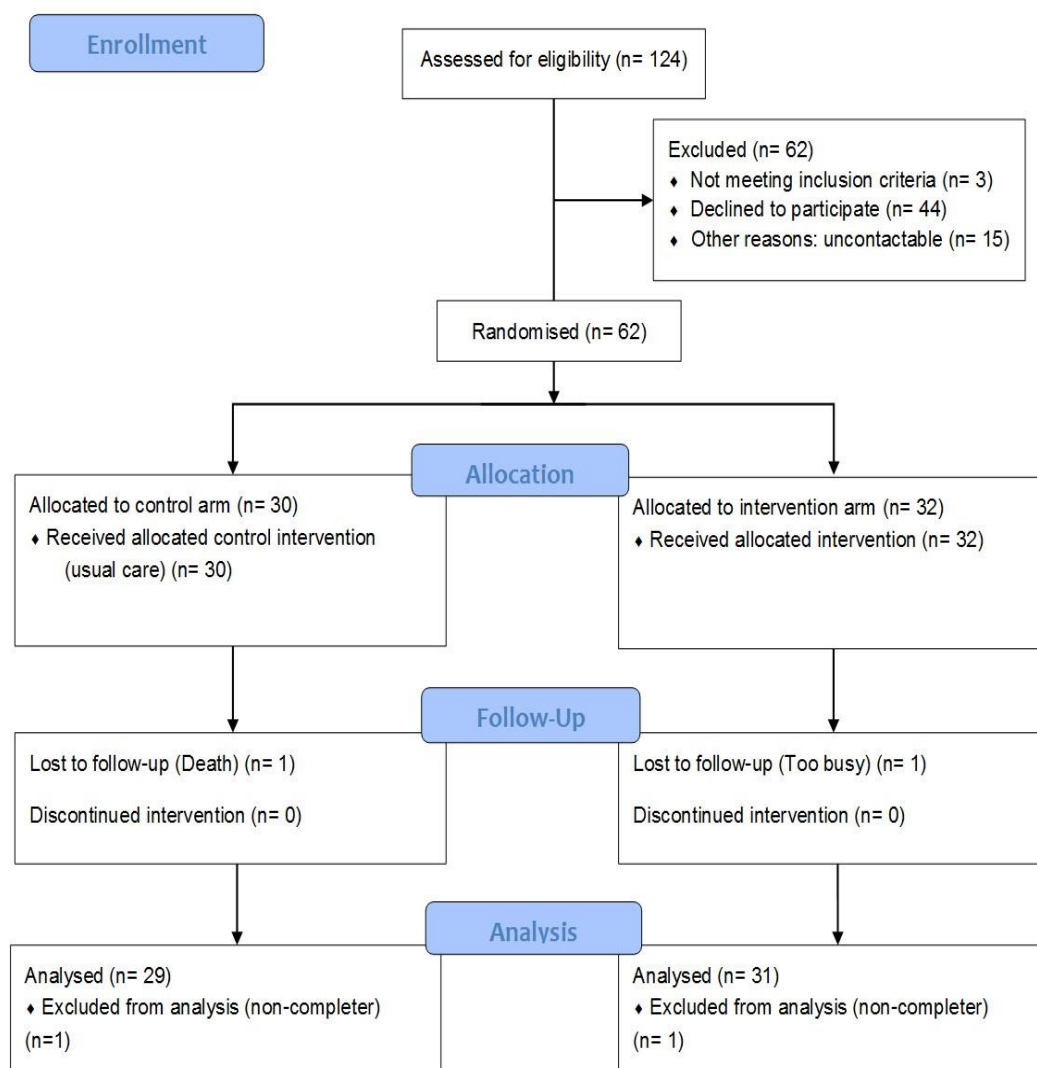 Enrollment
Assessed for eligibility (n= 124)
Excluded (n= 62)
♦ Not meeting inclusion criteria (n= 3)
♦ Declined to participate (n= 44)
♦ Other reasons: uncontactable (n= 15)
Randomised (n= 62)
Allocation
Allocated to control arm (n= 30)
♦ Received allocated control intervention
(usual care) (n= 30)
Allocated to intervention arm (n= 32)
♦ Received allocated intervention (n= 32)
Follow-Up
Lost to follow-up (Death) (n= 1)
Discontinued intervention (n= 0)
Lost to follow-up (Too busy) (n= 1)
Discontinued intervention (n= 0)
Analysis
Analysed (n= 29)
♦ Excluded from analysis (non-completer)
(n=1)
Analysed (n= 31)
♦ Excluded from analysis (non-completer)
(n= 1)